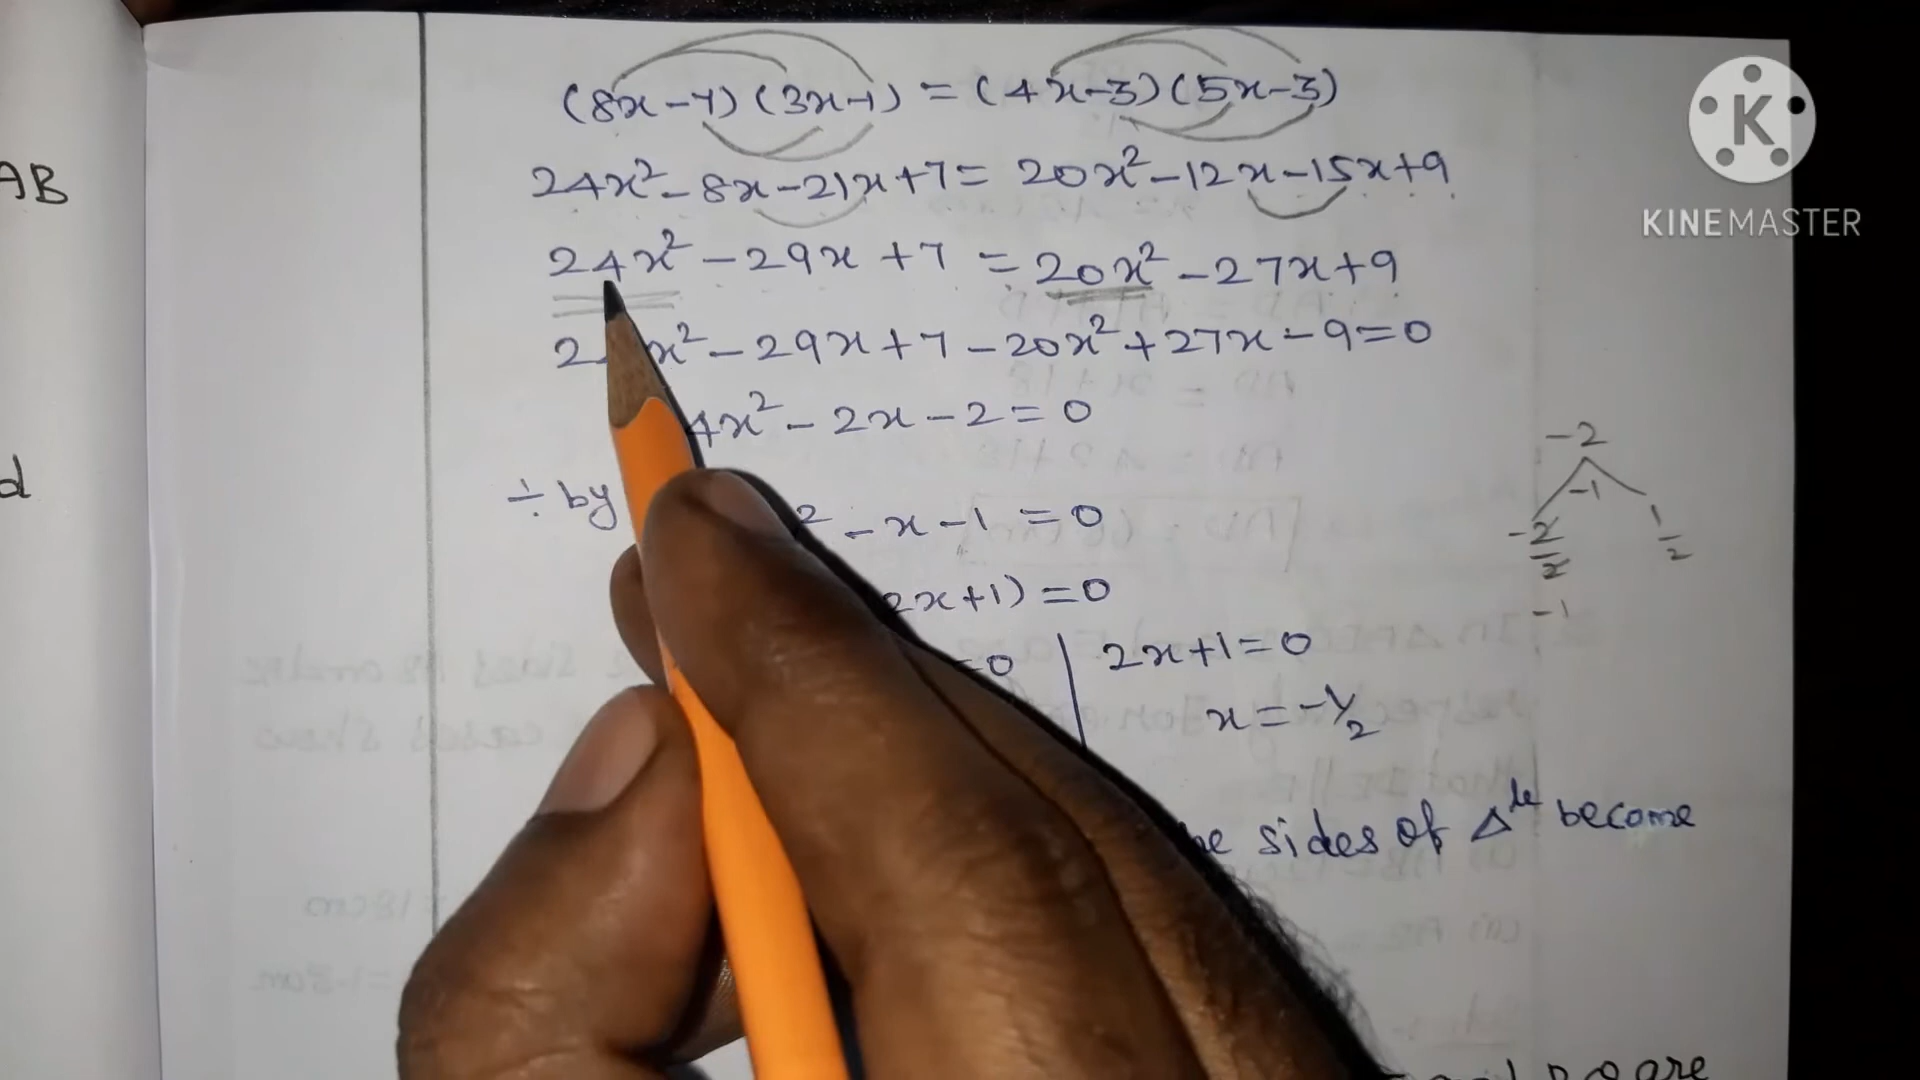 (8x-7)(3x-1) = (4x-3)(5x-3)
24x² - 8x - 21x + 7 = 20x² - 12x - 15x + 9
24x² - 29x + 7 = 20x² - 27x + 9
24x² - 29x + 7 - 20x² + 27x - 9 = 0
4x² - 2x - 2 = 0
÷ by
² - x - 1 = 0
2x+1) = 0
=0
2x+1=0
x = -1/2
sides of Δle become
are
AB
d
-2
-1
-2/2
1/2
-1
K
KINEMASTER